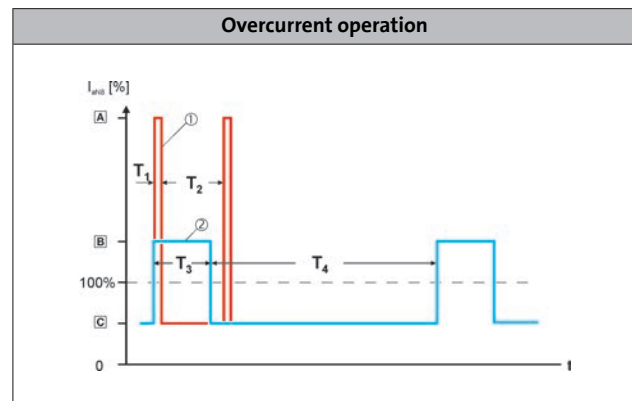 Overcurrent operation
[%]
A
①
T₁
T₂
B
②
T₃
T₄
100%
C
0
t